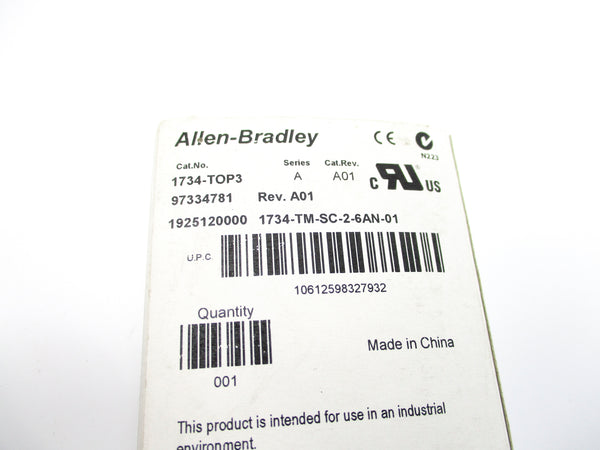 Allen-Bradley
CE
N223
Cat.No. Series Cat.Rev.
1734-TOP3 A A01
C RU US
97334781 Rev. A01
1925120000 1734-TM-SC-2-6AN-01
U.P.C
10612598327932
Quantity
001
Made in China
This product is intended for use in an industrial
environment.